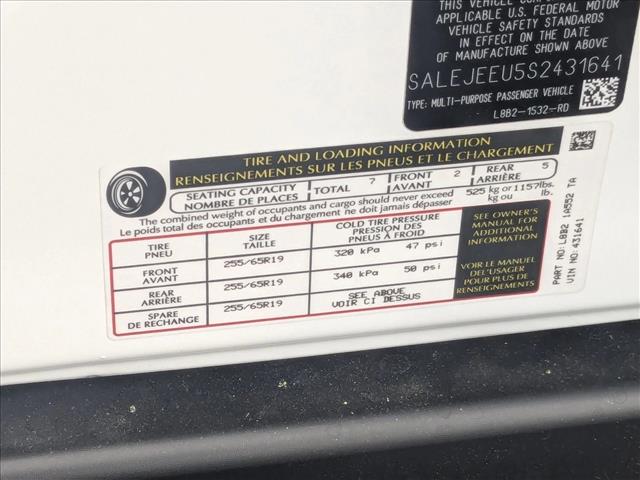 THIS VEHICLE CONFORMS TO ALL
APPLICABLE U.S. FEDERAL MOTOR
VEHICLE SAFETY STANDARDS
IN EFFECT ON THE DATE
OF MANUFACTURE SHOWN ABOVE
SALEJEEU5S2431641
TYPE: MULTI-PURPOSE PASSENGER VEHICLE
L8B2-1532-RD
TIRE AND LOADING INFORMATION
RENSEIGNEMENTS SUR LES PNEUS ET LE CHARGEMENT
SEATING CAPACITY
NOMBRE DE PLACES
TOTAL 7
FRONT
AVANT 2
REAR
ARRIÈRE 5
The combined weight of occupants and cargo should never exceed
Le poids total des occupants et du chargement ne doit jamais dépasser
525 kg or 1157lbs.
ou lb.
TIRE
PNEU
SIZE
TAILLE
COLD TIRE PRESSURE
PRESSION DES
PNEUS À FROID
FRONT
AVANT
255/65R19
320 kPa 47 psi
REAR
ARRIÈRE
255/65R19
340 kPa 50 psi
SPARE
DE RECHANGE
255/65R19
SEE ABOVE
VOIR CI DESSUS
SEE OWNER'S
MANUAL FOR
ADDITIONAL
INFORMATION
VOIR LE MANUEL
DE L'USAGER
POUR PLUS DE
RENSEIGNEMENTS
PART NO: L8B2 1A552 TA
VIN NO: 431641